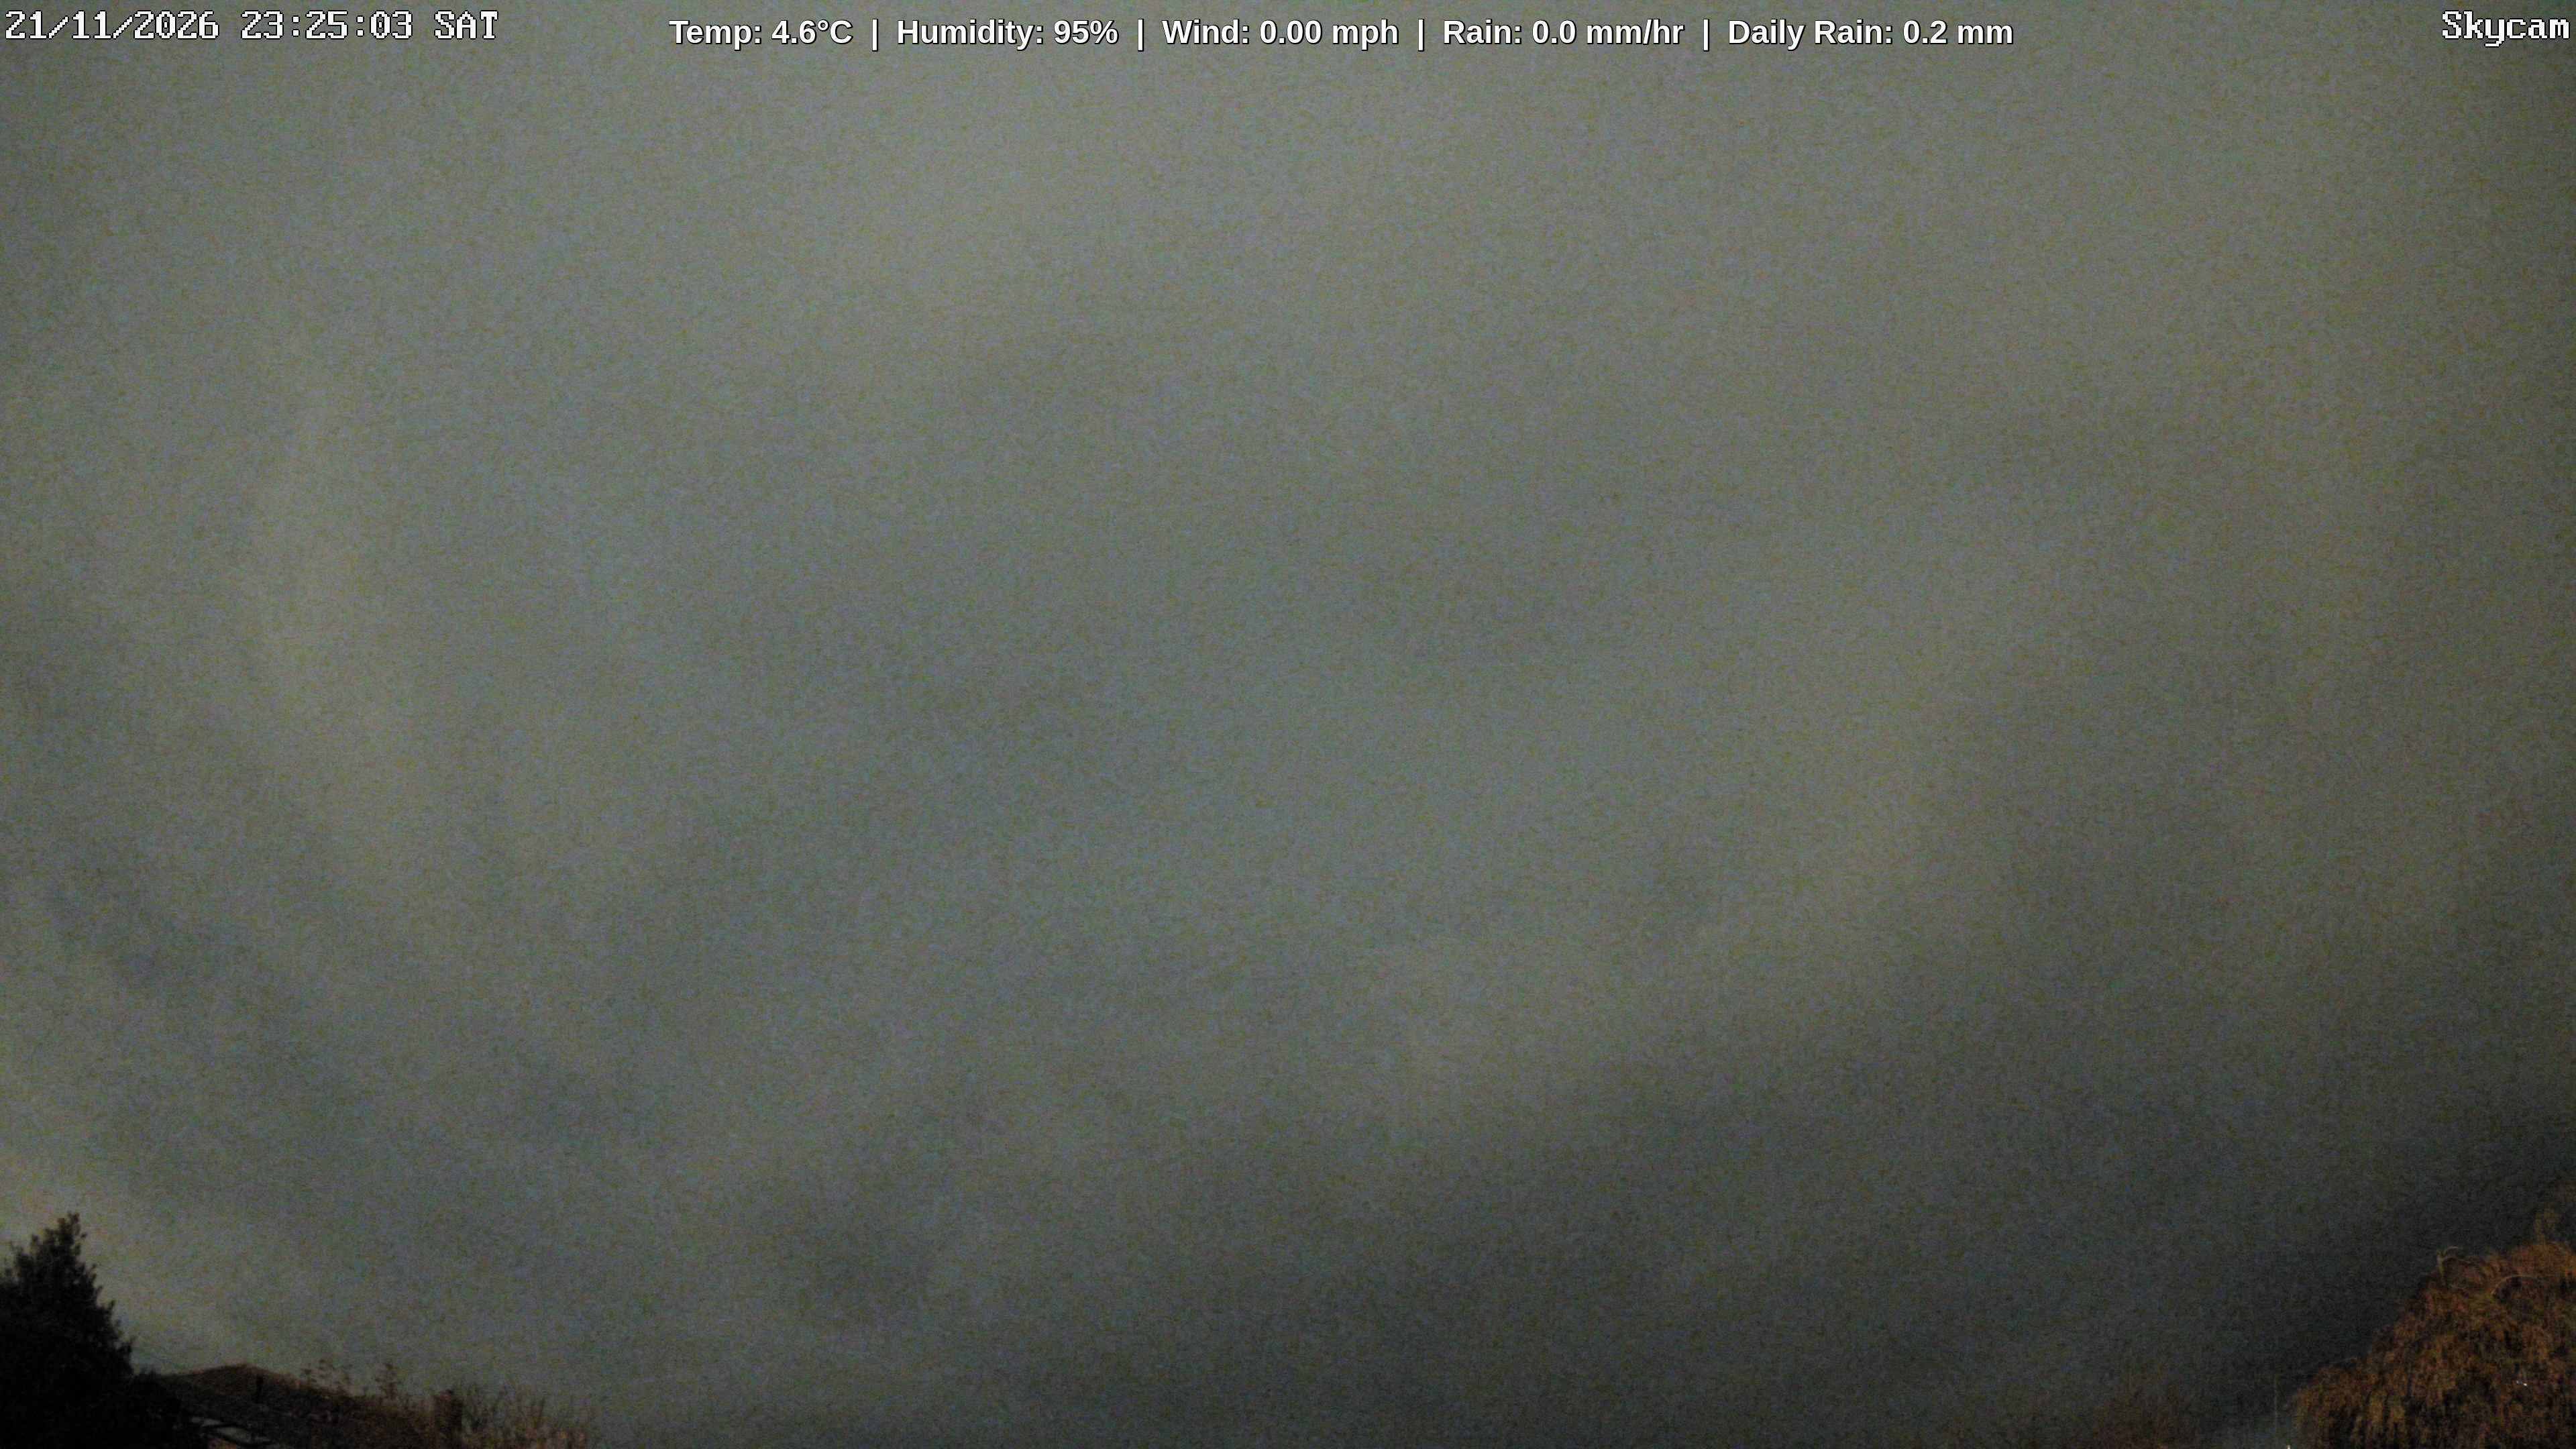 21/11/2026 23:25:03 SAT
Temp: 4.6°C | Humidity: 95% | Wind: 0.00 mph | Rain: 0.0 mm/hr | Daily Rain: 0.2 mm
Skycam